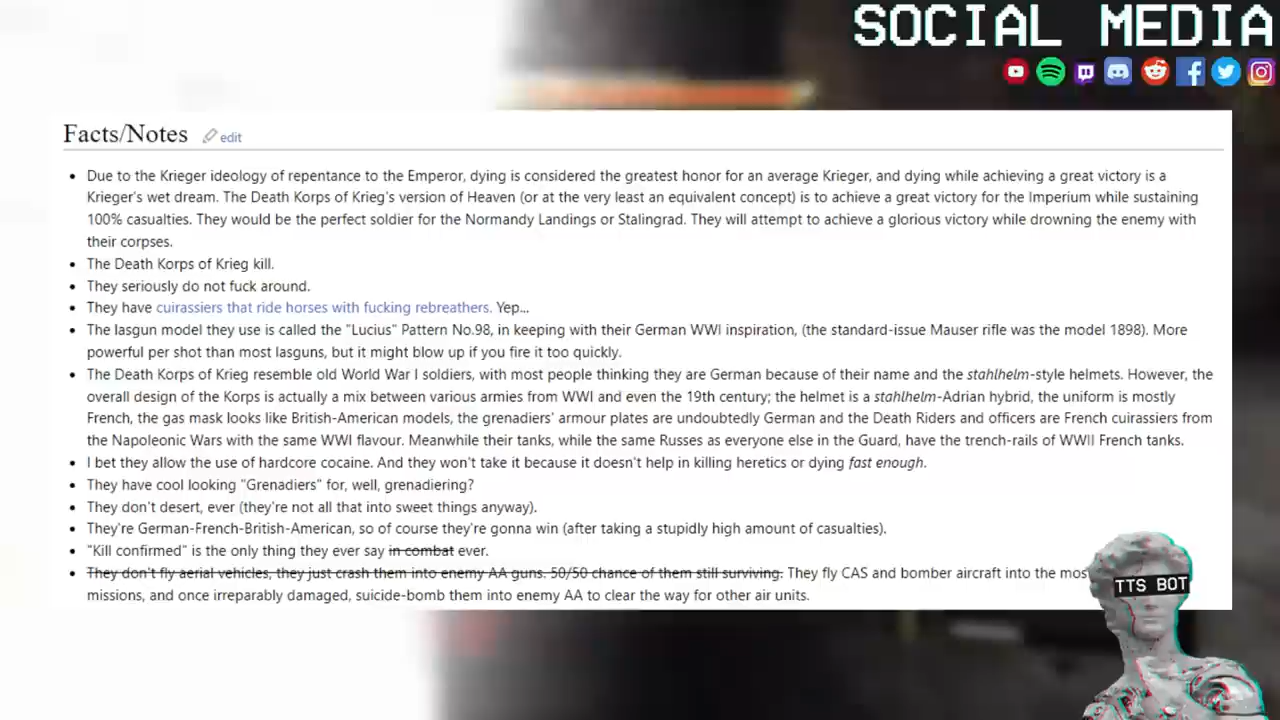 SOCIAL MEDIA
Facts/Notes edit
Due to the Krieger ideology of repentance to the Emperor, dying is considered the greatest honor for an average Krieger, and dying while achieving a great victory is a
Krieger's wet dream. The Death Korps of Krieg's version of Heaven (or at the very least an equivalent concept) is to achieve a great victory for the Imperium while sustaining
100% casualties. They would be the perfect soldier for the Normandy Landings or Stalingrad. They will attempt to achieve a glorious victory while drowning the enemy with
their corpses.
The Death Korps of Krieg kill.
They seriously do not fuck around.
They have cuirassiers that ride horses with fucking rebreathers. Yep...
The lasgun model they use is called the "Lucius" Pattern No.98, in keeping with their German WWI inspiration, (the standard-issue Mauser rifle was the model 1898). More
powerful per shot than most lasguns, but it might blow up if you fire it too quickly.
The Death Korps of Krieg resemble old World War I soldiers, with most people thinking they are German because of their name and the stahlhelm-style helmets. However, the
overall design of the Korps is actually a mix between various armies from WWI and even the 19th century; the helmet is a stahlhelm-Adrian hybrid, the uniform is mostly
French, the gas mask looks like British-American models, the grenadiers' armour plates are undoubtedly German and the Death Riders and officers are French cuirassiers from
the Napoleonic Wars with the same WWI flavour. Meanwhile their tanks, while the same Russes as everyone else in the Guard, have the trench-rails of WWII French tanks.
I bet they allow the use of hardcore cocaine. And they won't take it because it doesn't help in killing heretics or dying fast enough.
They have cool looking "Grenadiers" for, well, grenadiering?
They don't desert, ever (they're not all that into sweet things anyway).
They're German-French-British-American, so of course they're gonna win (after taking a stupidly high amount of casualties).
"Kill confirmed" is the only thing they ever say in combat ever.
They don't fly aerial vehicles, they just crash them into enemy AA guns. 50/50 chance of them still surviving. They fly CAS and bomber aircraft into the most
missions, and once irreparably damaged, suicide-bomb them into enemy AA to clear the way for other air units.
TTS BOT